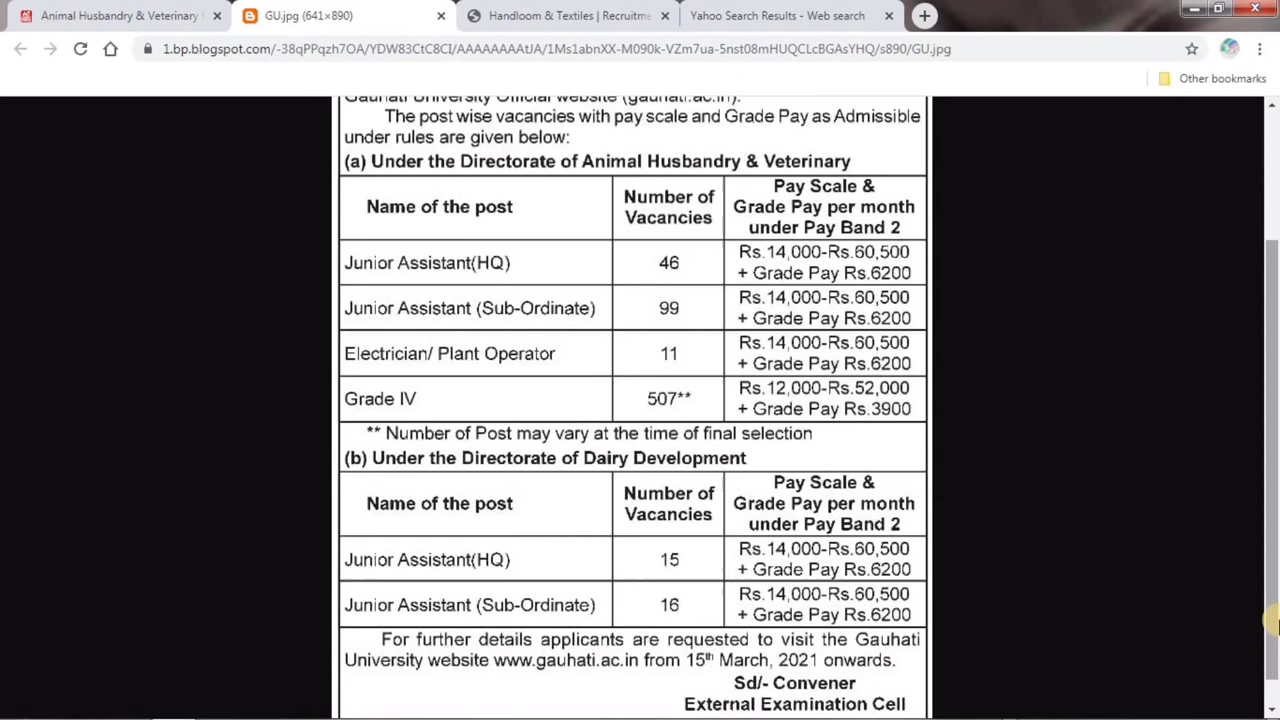 Animal Husbandry & Veterinary
GU.jpg (641×890)
Handloom & Textiles | Recruitme
Yahoo Search Results - Web search
1.bp.blogspot.com/-38qPPqzh7OA/YDW83CtC8CI/AAAAAAAAtJA/1Ms1abnXX-M090k-VZm7ua-5nst08mHUQCLcBGAsYHQ/s890/GU.jpg
Other bookmarks
Gauhati University Official website (gauhati.ac.in).
The post wise vacancies with pay scale and Grade Pay as Admissible
under rules are given below:
(a) Under the Directorate of Animal Husbandry & Veterinary
Name of the post
Number of
Vacancies
Pay Scale &
Grade Pay per month
under Pay Band 2
Junior Assistant(HQ)
46
Rs.14,000-Rs.60,500
+ Grade Pay Rs.6200
Junior Assistant (Sub-Ordinate)
99
Rs.14,000-Rs.60,500
+ Grade Pay Rs.6200
Electrician/ Plant Operator
11
Rs.14,000-Rs.60,500
+ Grade Pay Rs.6200
Grade IV
507**
Rs.12,000-Rs.52,000
+ Grade Pay Rs.3900
** Number of Post may vary at the time of final selection
(b) Under the Directorate of Dairy Development
Name of the post
Number of
Vacancies
Pay Scale &
Grade Pay per month
under Pay Band 2
Junior Assistant(HQ)
15
Rs.14,000-Rs.60,500
+ Grade Pay Rs.6200
Junior Assistant (Sub-Ordinate)
16
Rs.14,000-Rs.60,500
+ Grade Pay Rs.6200
For further details applicants are requested to visit the Gauhati
University website www.gauhati.ac.in from 15th March, 2021 onwards.
Sd/- Convener
External Examination Cell